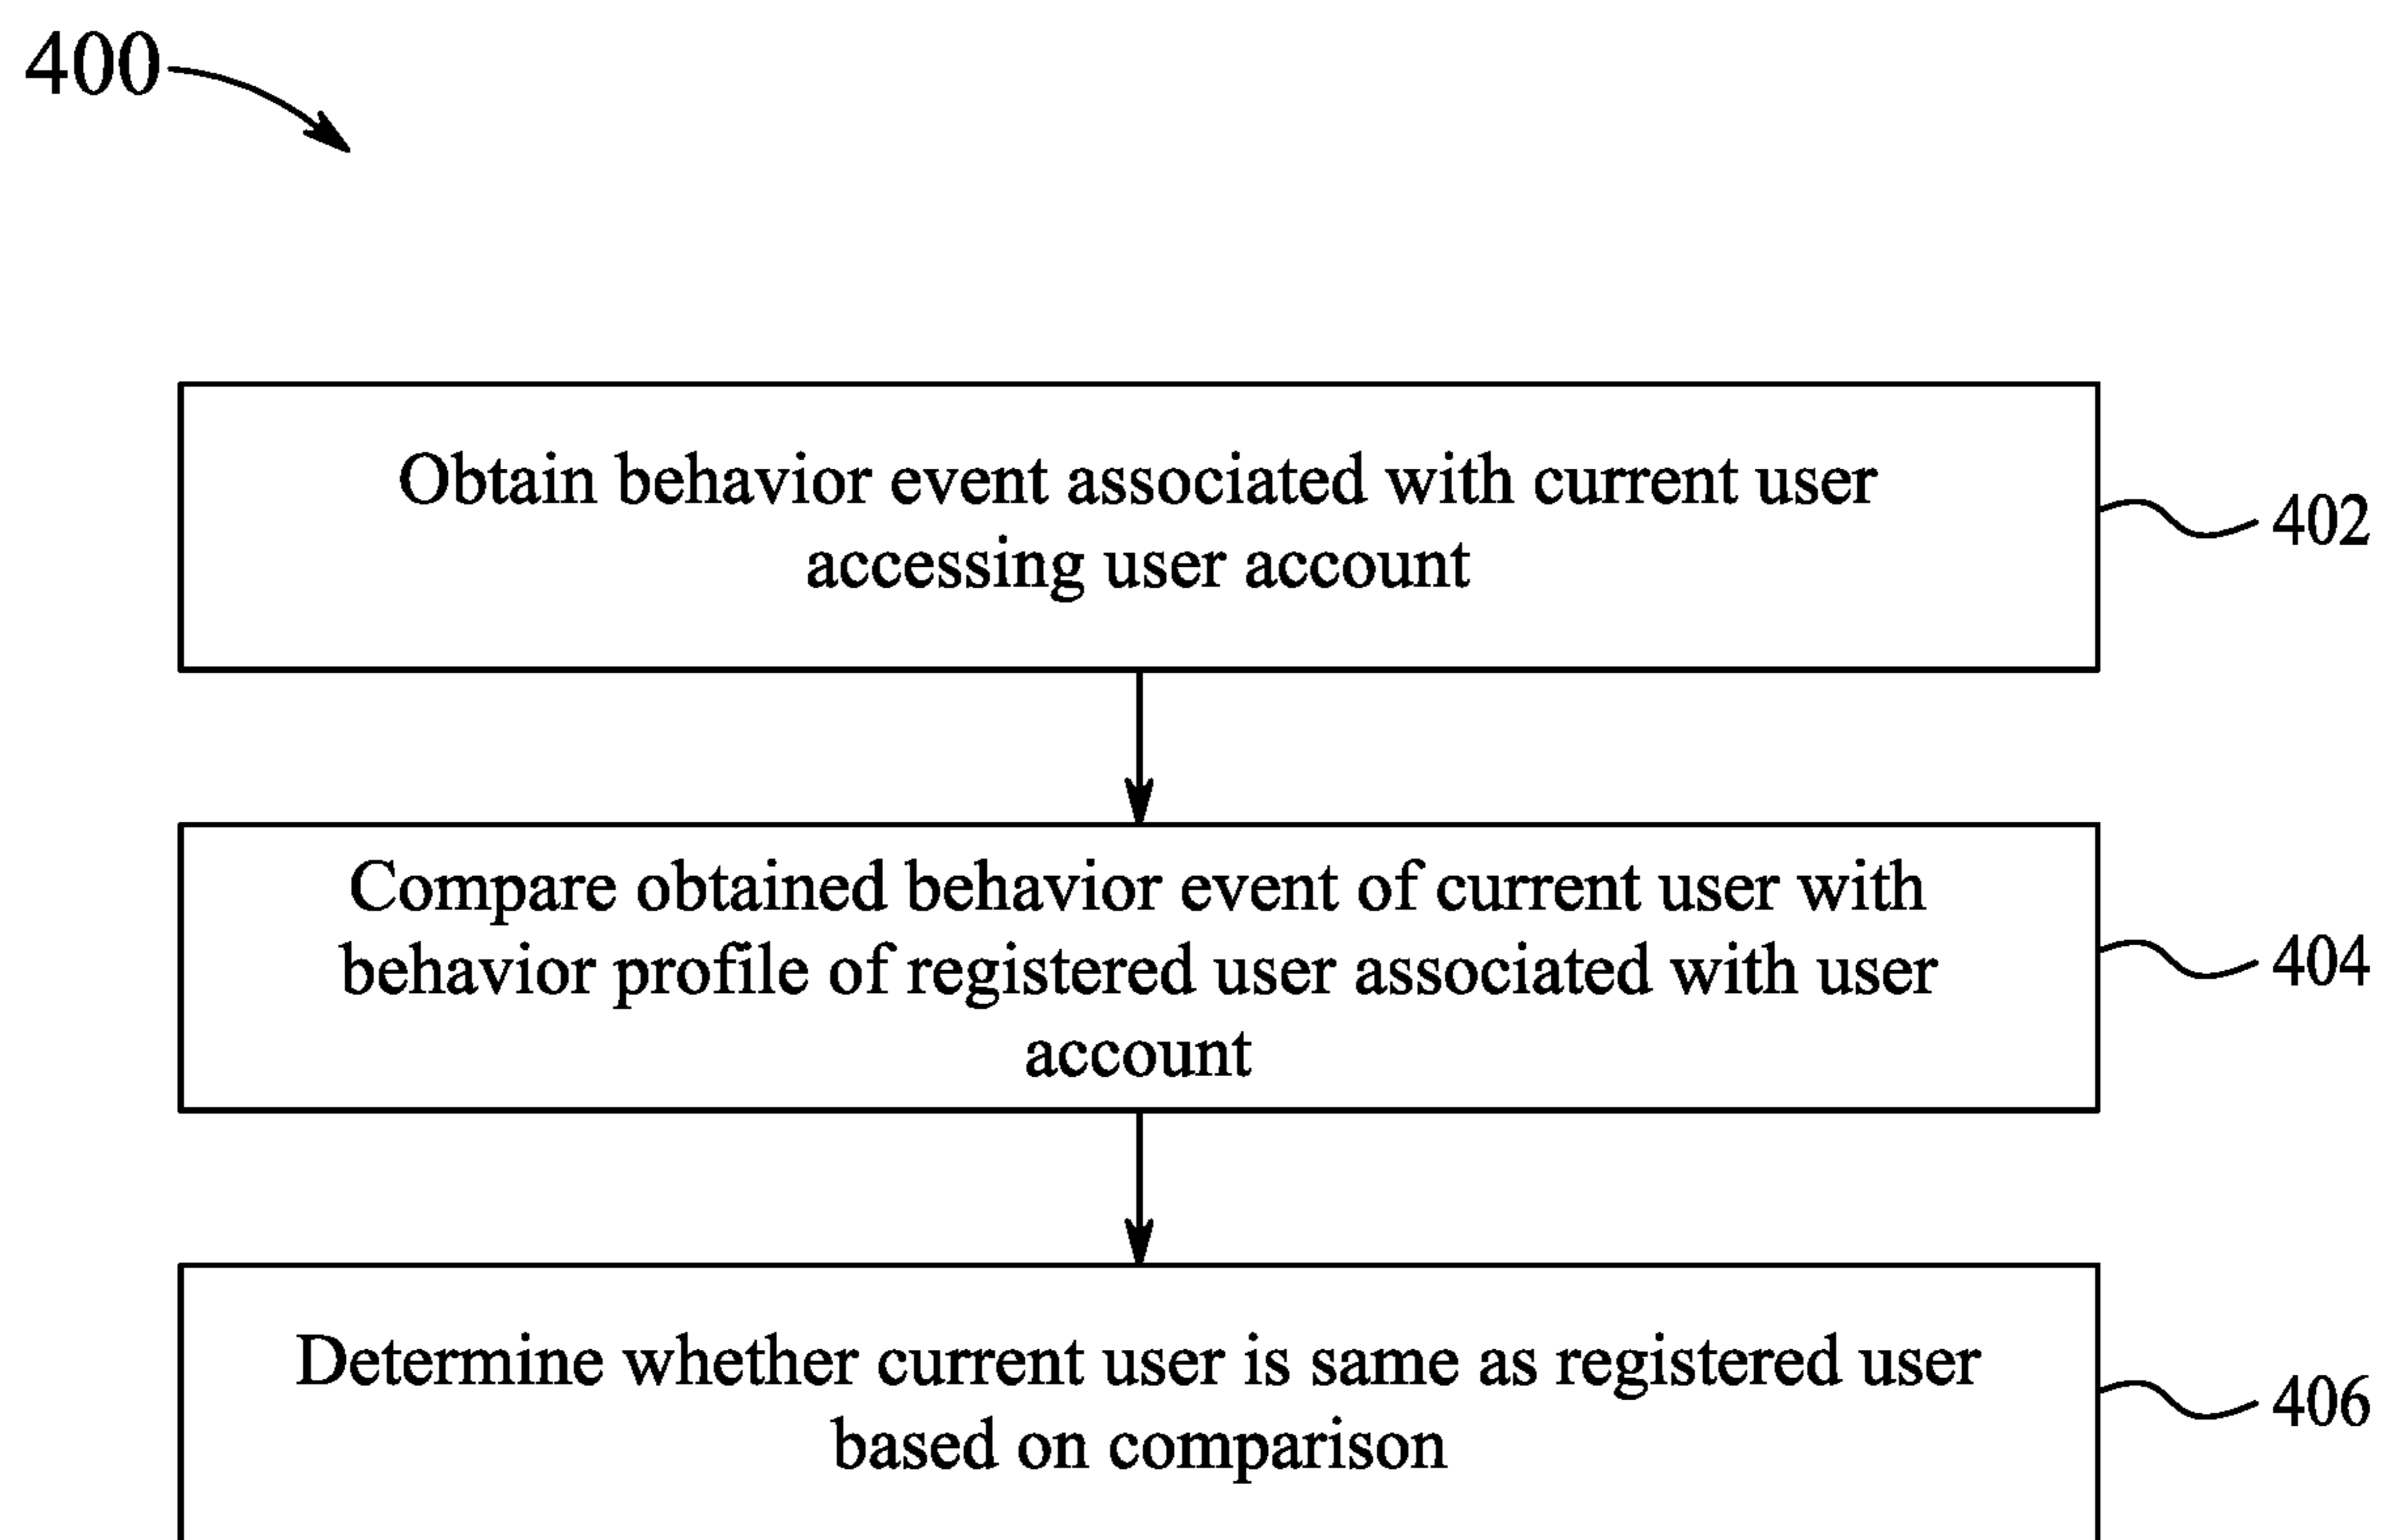 400
Obtain behavior event associated with current user
accessing user account
402
Compare obtained behavior event of current user with
behavior profile of registered user associated with user
account
404
Determine whether current user is same as registered user
based on comparison
406